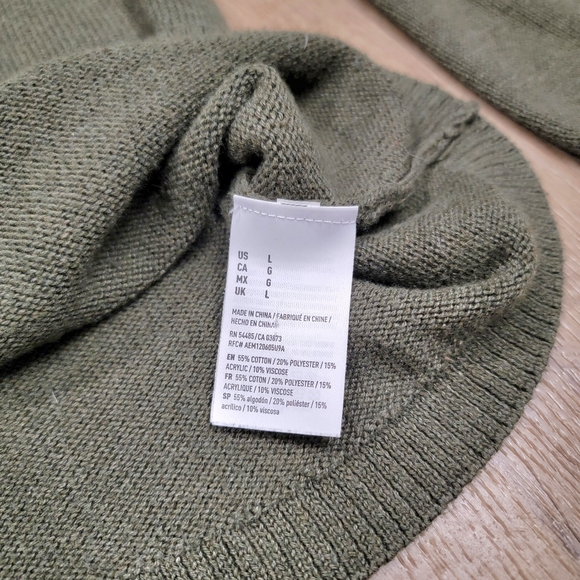 US L
CA G
MX G
UK L
MADE IN CHINA / FABRIQUÉ EN CHINE /
HECHO EN CHINA
RN 54485/CA 03873
RFC# AEM120605U9A
EN 55% COTTON / 20% POLYESTER / 15%
ACRYLIC / 10% VISCOSE
FR 55% COTON / 20% POLYESTER / 15%
ACRYLIQUE / 10% VISCOSE
SP 55% algodón / 20% poliéster / 15%
acrílico / 10% viscosa